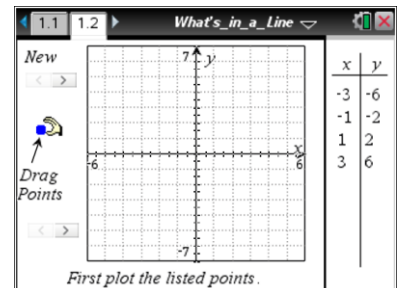 1.1 1.2 What's_in_a_Line
New
7 y
x y
-3 -6
-1 -2
1 2
3 6
x
-6 6
Drag
Points
-7
First plot the listed points.